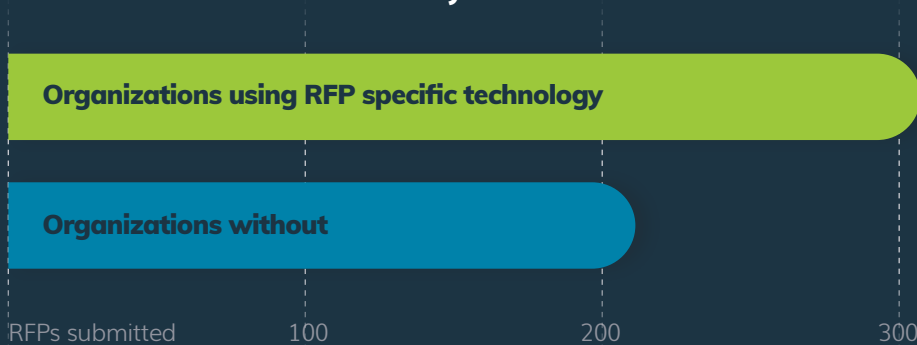 Organizations using RFP specific technology
Organizations without
RFPs submitted 100 200 300